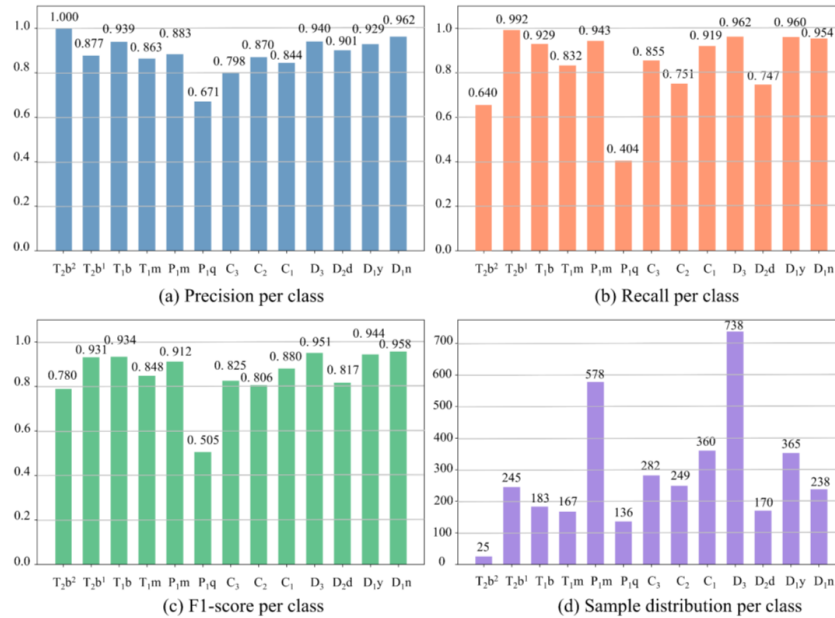 1.000 0.877 0.939 0.863 0.883 0.671 0.798 0.870 0.844 0.940 0.901 0.929 0.962
1.0
0.8
0.6
0.4
0.2
0.0
T₂b² T₂b¹ T₁b T₁m P₁m P₁q C₃ C₂ C₁ D₃ D₂d D₁y D₁n
(a) Precision per class
0.640 0.992 0.929 0.832 0.943 0. 404 0.855 0.751 0.919 0.962 0.747 0.960 0.954
1.0
0.8
0.6
0.4
0.2
0.0
T₂b² T₂b¹ T₁b T₁m P₁m P₁q C₃ C₂ C₁ D₃ D₂d D₁y D₁n
(b) Recall per class
0.780 0.931 0.934 0.848 0.912 0. 505 0.825 0.806 0.880 0.951 0.817 0.944 0.958
1.0
0.8
0.6
0.4
0.2
0.0
T₂b² T₂b¹ T₁b T₁m P₁m P₁q C₃ C₂ C₁ D₃ D₂d D₁y D₁n
(c) F1-score per class
25 245 183 167 578 136 282 249 360 738 170 365 238
700
600
500
400
300
200
100
0
T₂b² T₂b¹ T₁b T₁m P₁m P₁q C₃ C₂ C₁ D₃ D₂d D₁y D₁n
(d) Sample distribution per class